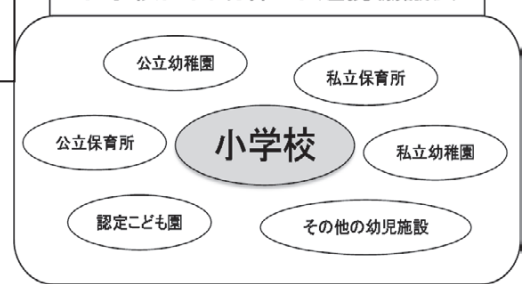 公立幼稚園
私立保育所
公立保育所
小学校
私立幼稚園
認定こども園
その他の幼児施設